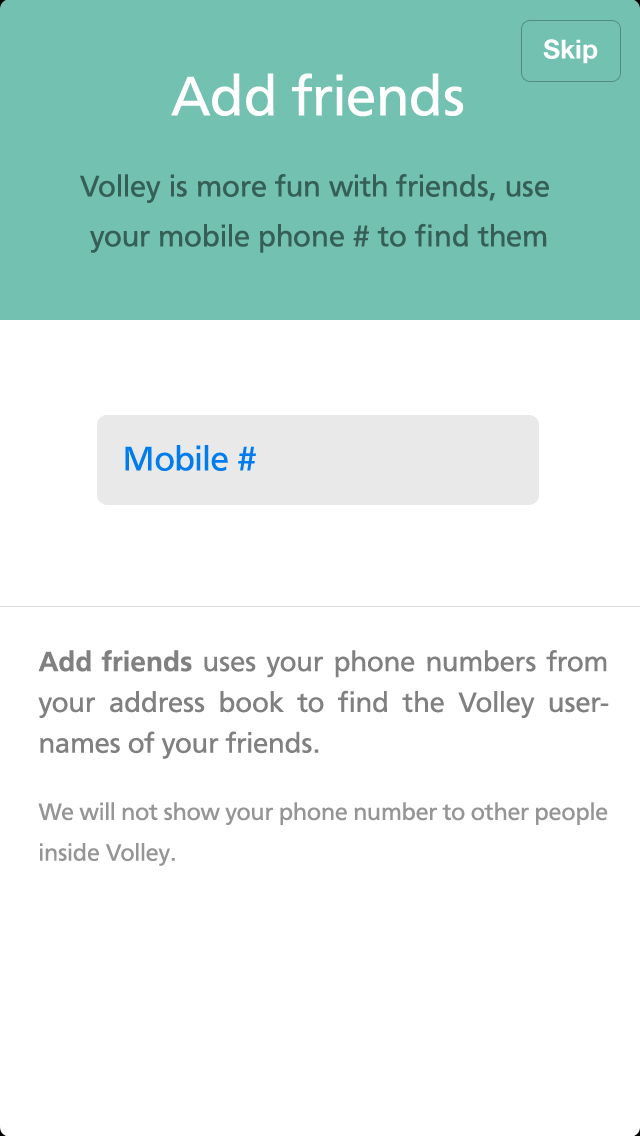 Skip
Add friends
Volley is more fun with friends, use
your mobile phone # to find them
Mobile #
Add friends uses your phone numbers from
your address book to find the Volley user-
names of your friends.
We will not show your phone number to other people
inside Volley.